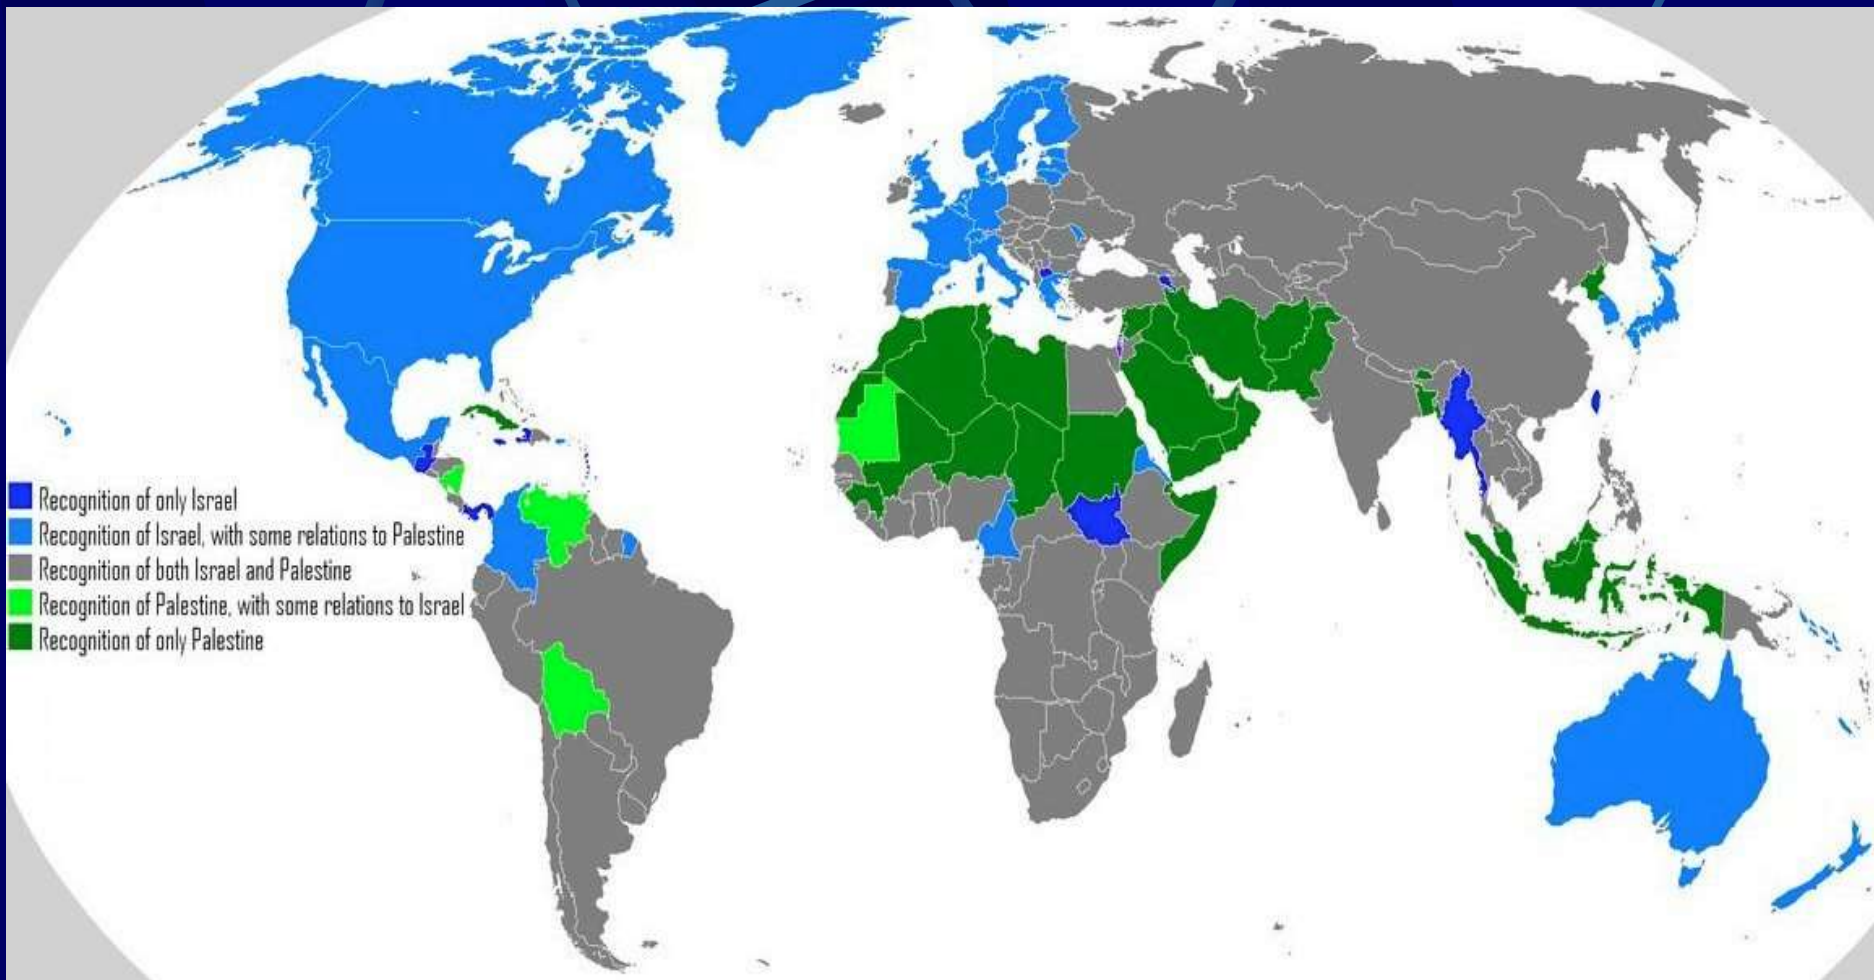 Recognition of only Israel
Recognition of Israel, with some relations to Palestine
Recognition of both Israel and Palestine
Recognition of Palestine, with some relations to Israel
Recognition of only Palestine